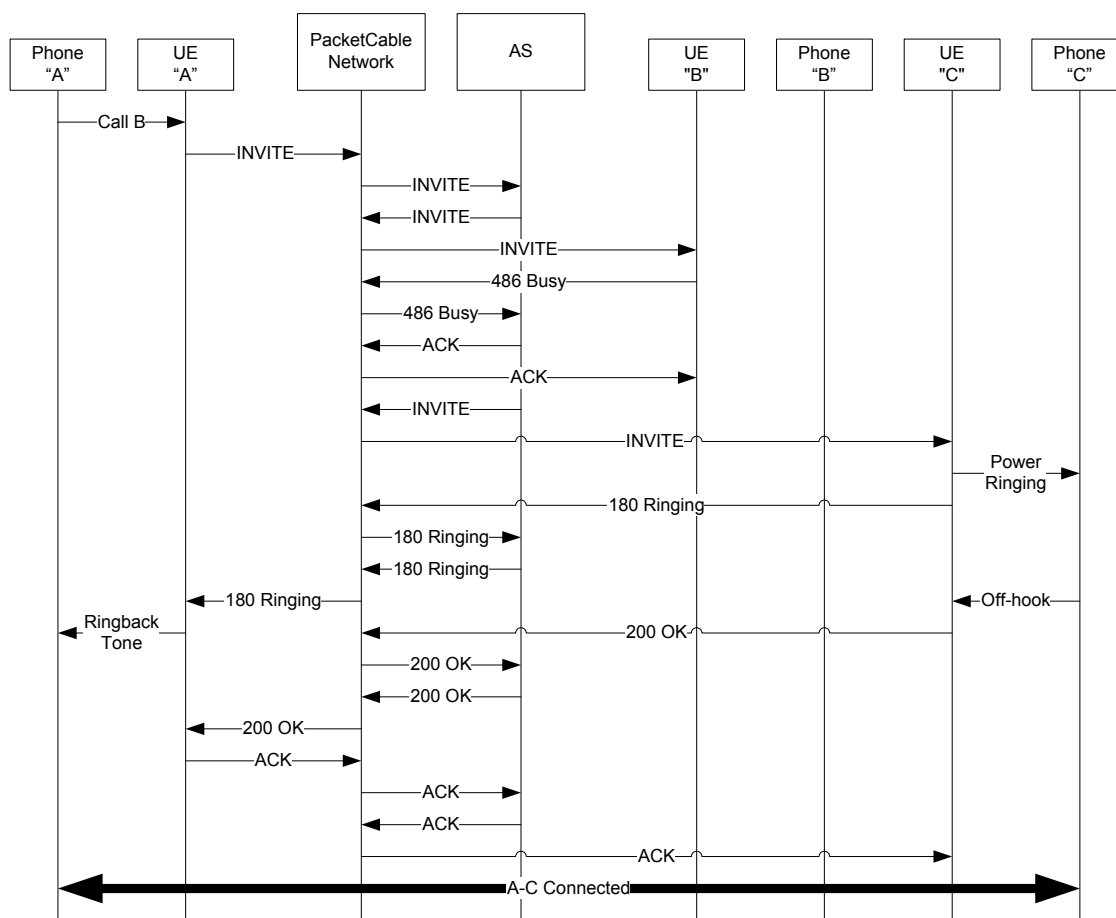 Phone
“A”
UE
“A”
PacketCable
Network
AS
UE
"B"
Phone
“B”
UE
"C"
Phone
“C”
Call B
INVITE
INVITE
INVITE
INVITE
486 Busy
486 Busy
ACK
ACK
INVITE
INVITE
Power
Ringing
180 Ringing
180 Ringing
180 Ringing
180 Ringing
Off-hook
Ringback
Tone
200 OK
200 OK
200 OK
200 OK
ACK
ACK
ACK
ACK
A-C Connected